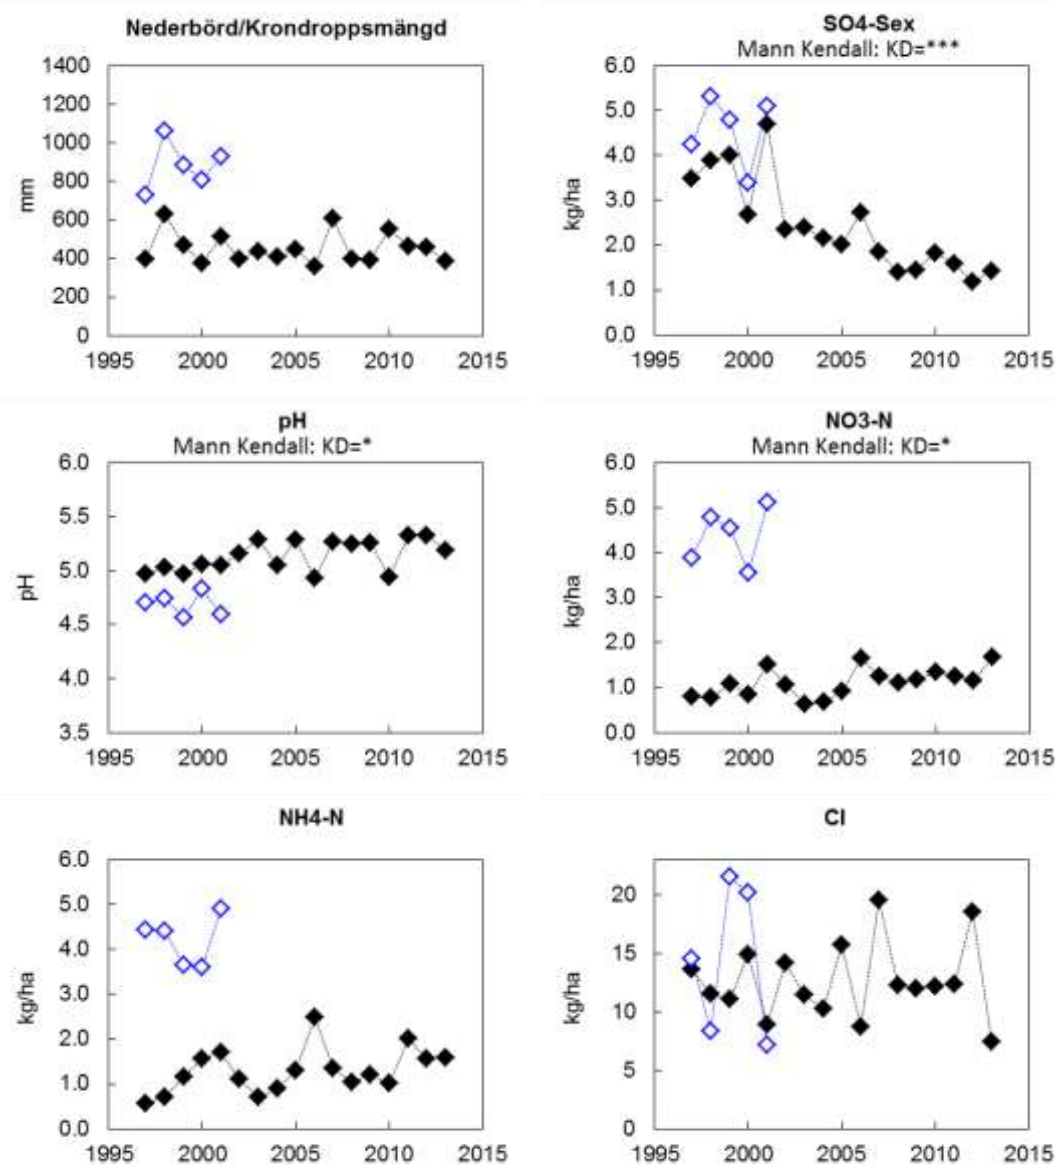 Nederbörd/Krondroppsmängd
1400
1200
1000
800
600
400
200
0
mm
1995 2000 2005 2010 2015
SO4-Sex
Mann Kendall: KD=***
6.0
5.0
4.0
3.0
2.0
1.0
0.0
kg/ha
1995 2000 2005 2010 2015
pH
Mann Kendall: KD=*
6.0
5.5
5.0
4.5
4.0
3.5
pH
1995 2000 2005 2010 2015
NO3-N
Mann Kendall: KD=*
6.0
5.0
4.0
3.0
2.0
1.0
0.0
kg/ha
1995 2000 2005 2010 2015
NH4-N
6.0
5.0
4.0
3.0
2.0
1.0
0.0
kg/ha
1995 2000 2005 2010 2015
Cl
20
15
10
5
0
kg/ha
1995 2000 2005 2010 2015